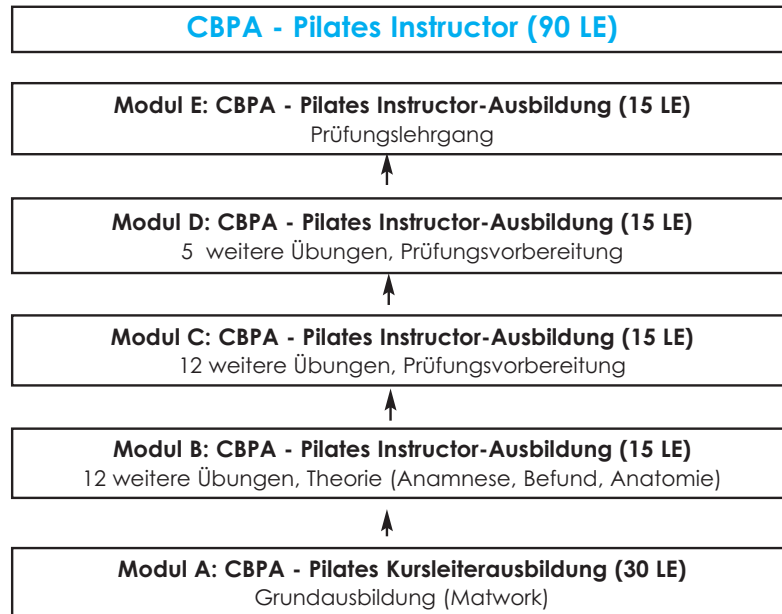 CBPA - Pilates Instructor (90 LE)
Modul E: CBPA - Pilates Instructor-Ausbildung (15 LE)
Prüfungslehrgang
Modul D: CBPA - Pilates Instructor-Ausbildung (15 LE)
5 weitere Übungen, Prüfungsvorbereitung
Modul C: CBPA - Pilates Instructor-Ausbildung (15 LE)
12 weitere Übungen, Prüfungsvorbereitung
Modul B: CBPA - Pilates Instructor-Ausbildung (15 LE)
12 weitere Übungen, Theorie (Anamnese, Befund, Anatomie)
Modul A: CBPA - Pilates Kursleiterausbildung (30 LE)
Grundausbildung (Matwork)